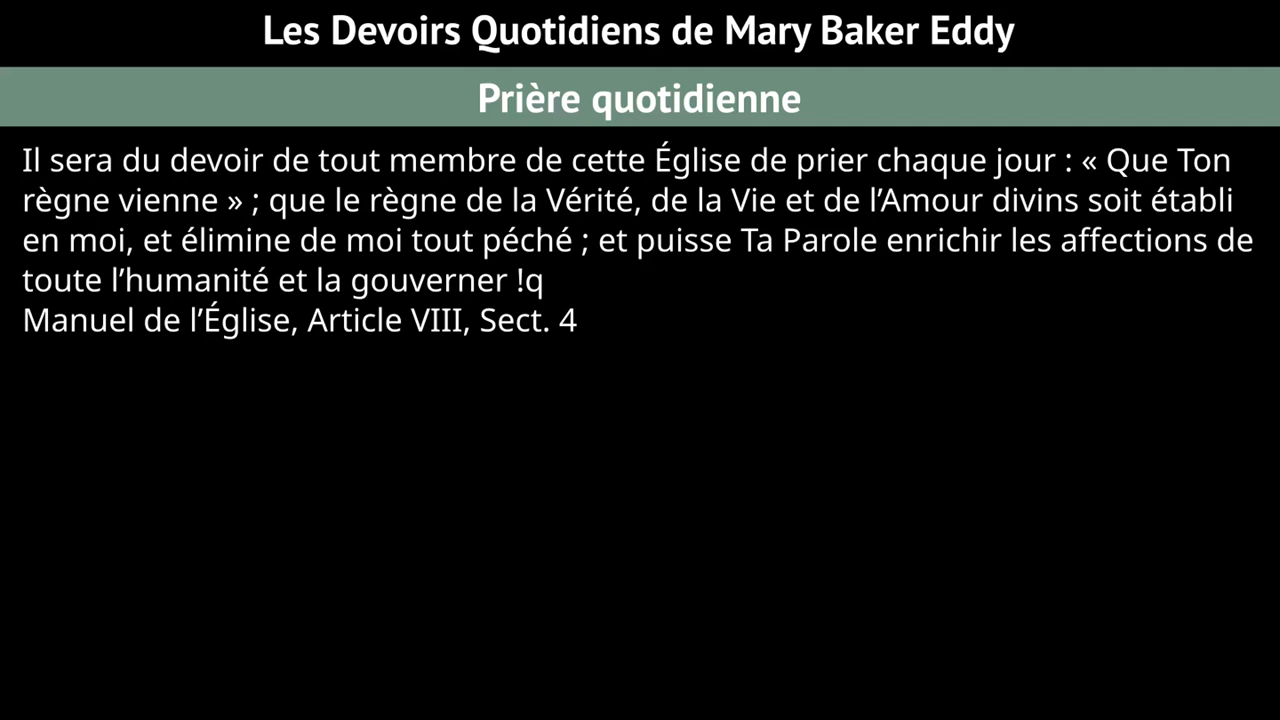 Les Devoirs Quotidiens de Mary Baker Eddy
Prière quotidienne
Il sera du devoir de tout membre de cette Église de prier chaque jour : « Que Ton
règne vienne » ; que le règne de la Vérité, de la Vie et de l’Amour divins soit établi
en moi, et élimine de moi tout péché ; et puisse Ta Parole enrichir les affections de
toute l’humanité et la gouverner !q
Manuel de l’Église, Article VIII, Sect. 4